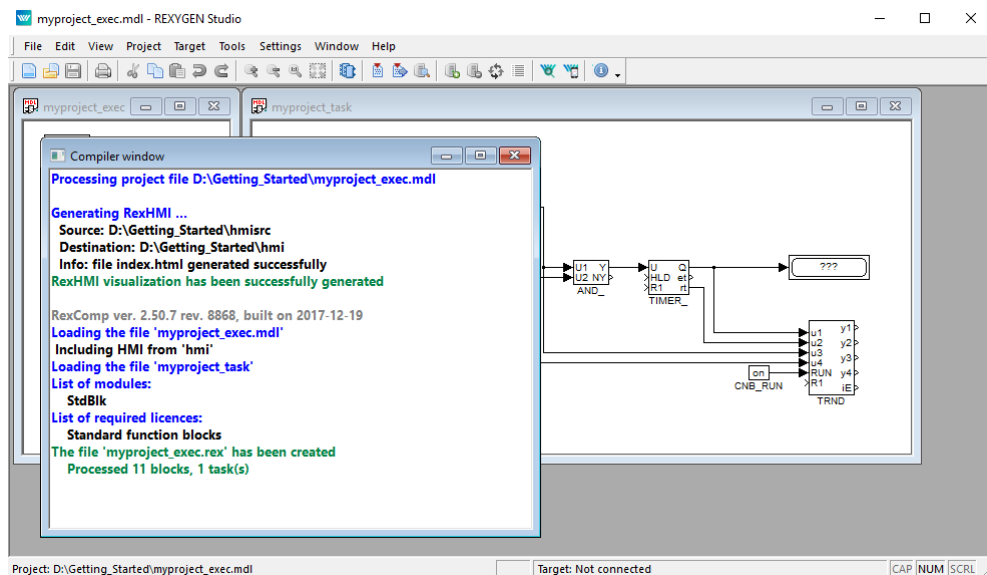 myproject_exec.mdl - REXYGEN Studio
File Edit View Project Target Tools Settings Window Help
myproject_exec
myproject_task
Compiler window
Processing project file D:\Getting_Started\myproject_exec.mdl
Generating RexHMI ...
Source: D:\Getting_Started\hmisrc
Destination: D:\Getting_Started\hmi
Info: file index.html generated successfully
RexHMI visualization has been successfully generated
RexComp ver. 2.50.7 rev. 8868, built on 2017-12-19
Loading the file 'myproject_exec.mdl'
Including HMI from 'hmi'
Loading the file 'myproject_task'
List of modules:
StdBlk
List of required licences:
Standard function blocks
The file 'myproject_exec.rex' has been created
Processed 11 blocks, 1 task(s)
U1 Y
U2 NY
AND_
U Q
HLD et
R1 rt
TIMER_
???
u1 y1
u2 y2
u3 y3
u4
RUN y4
R1 iE
TRND
on
CNB_RUN
Project: D:\Getting_Started\myproject_exec.mdl
Target: Not connected
CAP NUM SCRL